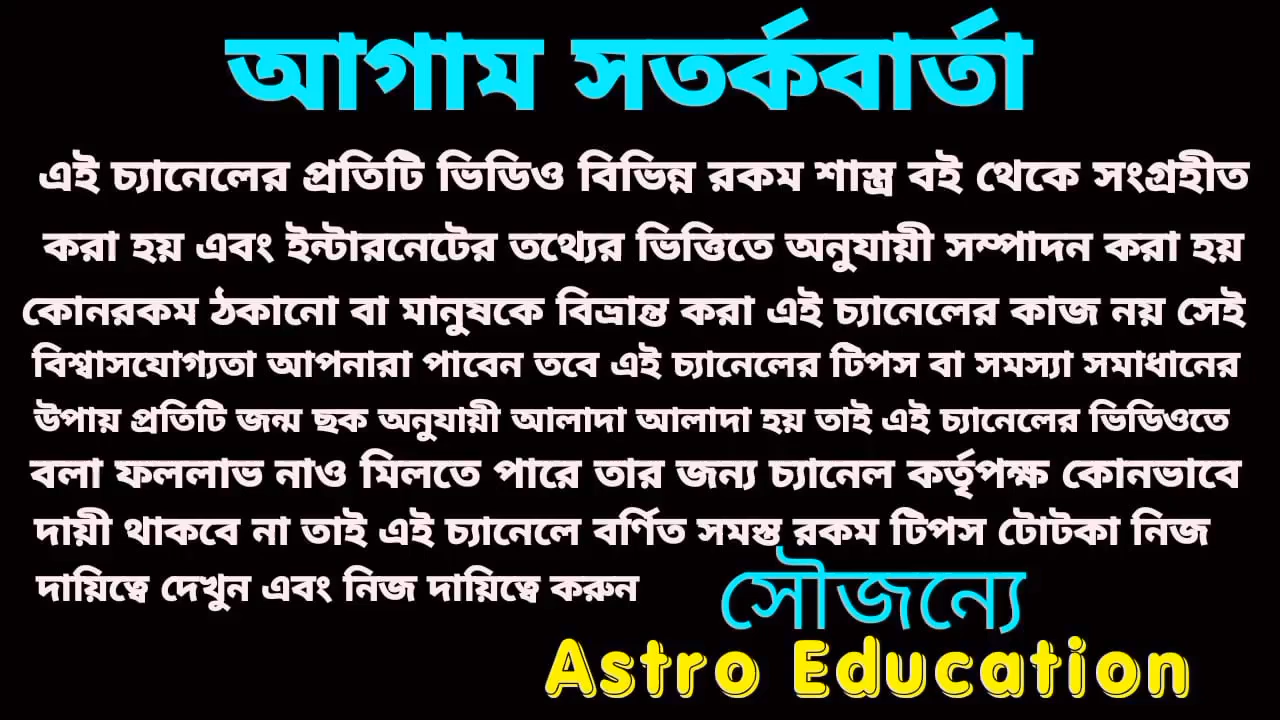 আগাম সতর্কবার্তা
এই চ্যানেলের প্রতিটি ভিডিও বিভিন্ন রকম শাস্ত্র বই থেকে সংগ্রহীত
করা হয় এবং ইন্টারনেটের তথ্যের ভিত্তিতে অনুযায়ী সম্পাদন করা হয়
কোনরকম ঠকানো বা মানুষকে বিভ্রান্ত করা এই চ্যানেলের কাজ নয় সেই
বিশ্বাসযোগ্যতা আপনারা পাবেন তবে এই চ্যানেলের টিপস বা সমস্যা সমাধানের
উপায় প্রতিটি জন্ম ছক অনুযায়ী আলাদা আলাদা হয় তাই এই চ্যানেলের ভিডিওতে
বলা ফললাভ নাও মিলতে পারে তার জন্য চ্যানেল কর্তৃপক্ষ কোনভাবে
দায়ী থাকবে না তাই এই চ্যানেলে বর্ণিত সমস্ত রকম টিপস টোটকা নিজ
দায়িত্বে দেখুন এবং নিজ দায়িত্বে করুন
সৌজন্যে
Astro Education